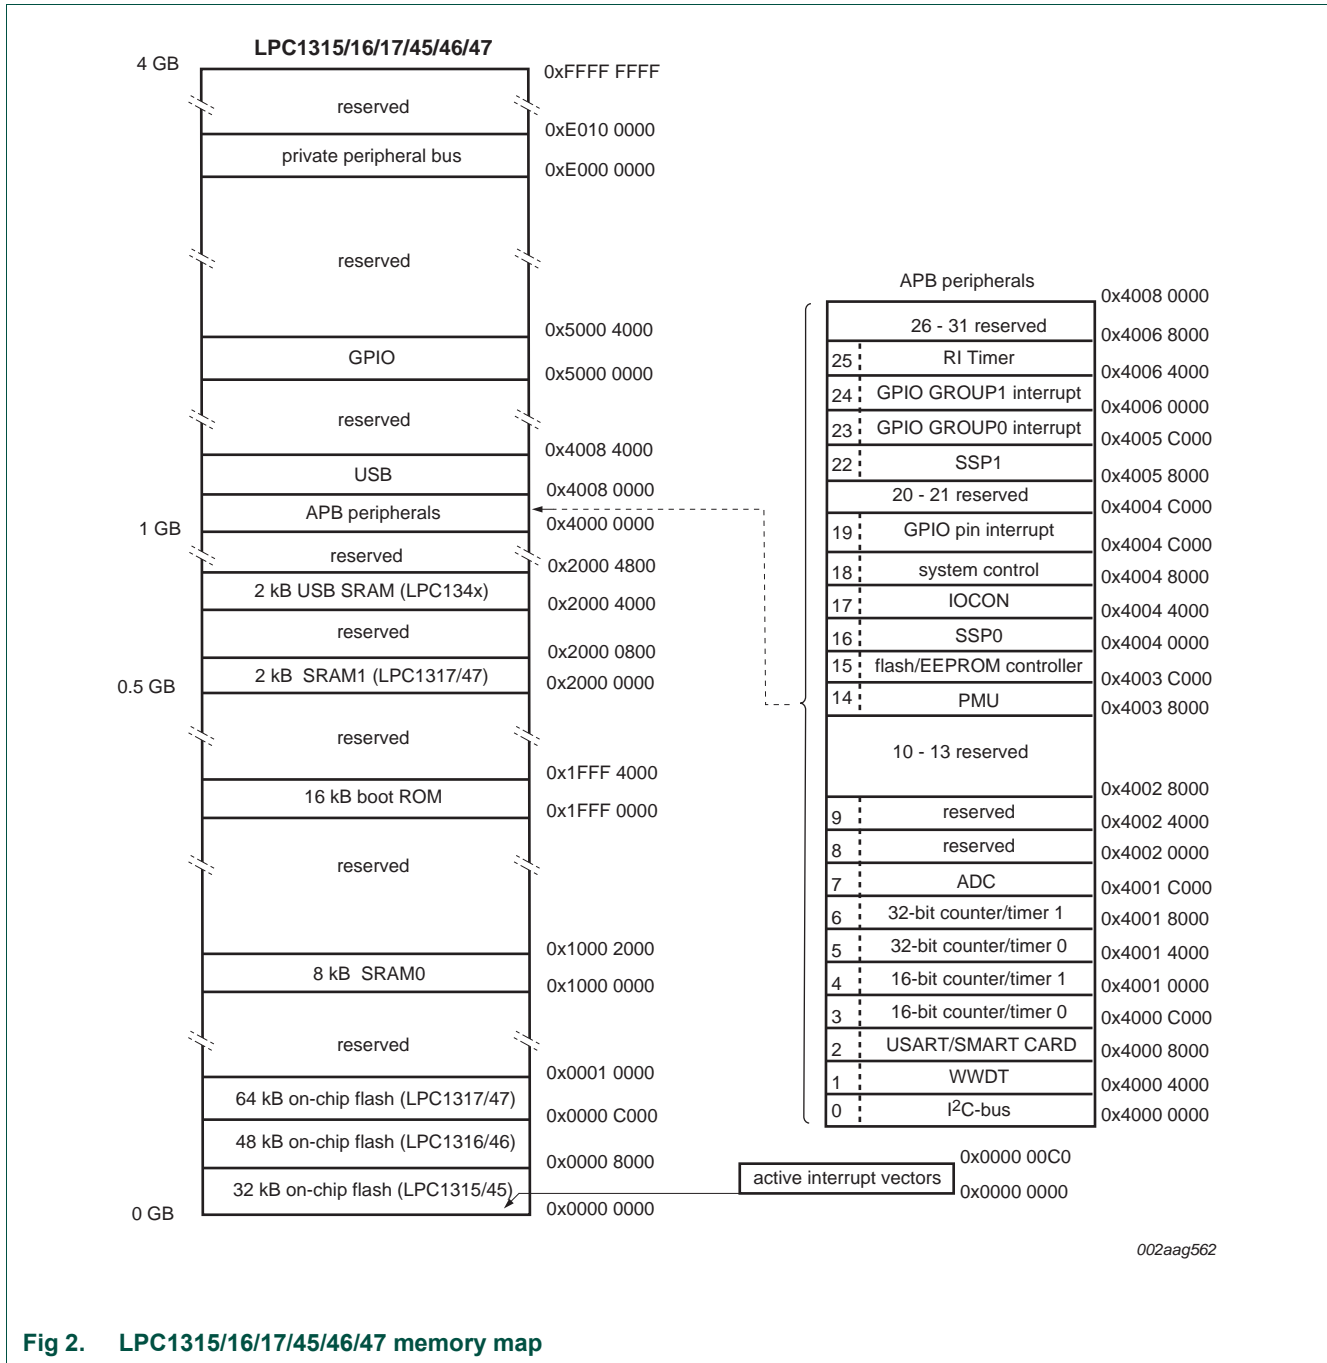 LPC1315/16/17/45/46/47
4 GB
0xFFFF FFFF
reserved
0xE010 0000
private peripheral bus
0xE000 0000
reserved
0x5000 4000
GPIO
0x5000 0000
reserved
0x4008 4000
USB
0x4008 0000
APB peripherals
1 GB
0x4000 0000
reserved
0x2000 4800
2 kB USB SRAM (LPC134x)
0x2000 4000
reserved
0x2000 0800
2 kB SRAM1 (LPC1317/47)
0.5 GB
0x2000 0000
reserved
0x1FFF 4000
16 kB boot ROM
0x1FFF 0000
reserved
0x1000 2000
8 kB SRAM0
0x1000 0000
reserved
0x0001 0000
64 kB on-chip flash (LPC1317/47)
0x0000 C000
48 kB on-chip flash (LPC1316/46)
0x0000 8000
32 kB on-chip flash (LPC1315/45)
0 GB
0x0000 0000
APB peripherals
0x4008 0000
26 - 31 reserved
0x4006 8000
25 RI Timer
0x4006 4000
24 GPIO GROUP1 interrupt
0x4006 0000
23 GPIO GROUP0 interrupt
0x4005 C000
22 SSP1
0x4005 8000
20 - 21 reserved
0x4004 C000
19 GPIO pin interrupt
0x4004 C000
18 system control
0x4004 8000
17 IOCON
0x4004 4000
16 SSP0
0x4004 0000
15 flash/EEPROM controller
0x4003 C000
14 PMU
0x4003 8000
10 - 13 reserved
0x4002 8000
9 reserved
0x4002 4000
8 reserved
0x4002 0000
7 ADC
0x4001 C000
6 32-bit counter/timer 1
0x4001 8000
5 32-bit counter/timer 0
0x4001 4000
4 16-bit counter/timer 1
0x4001 0000
3 16-bit counter/timer 0
0x4000 C000
2 USART/SMART CARD
0x4000 8000
1 WWDT
0x4000 4000
0 I2C-bus
0x4000 0000
0x0000 00C0
active interrupt vectors
0x0000 0000
002aag562
Fig 2. LPC1315/16/17/45/46/47 memory map